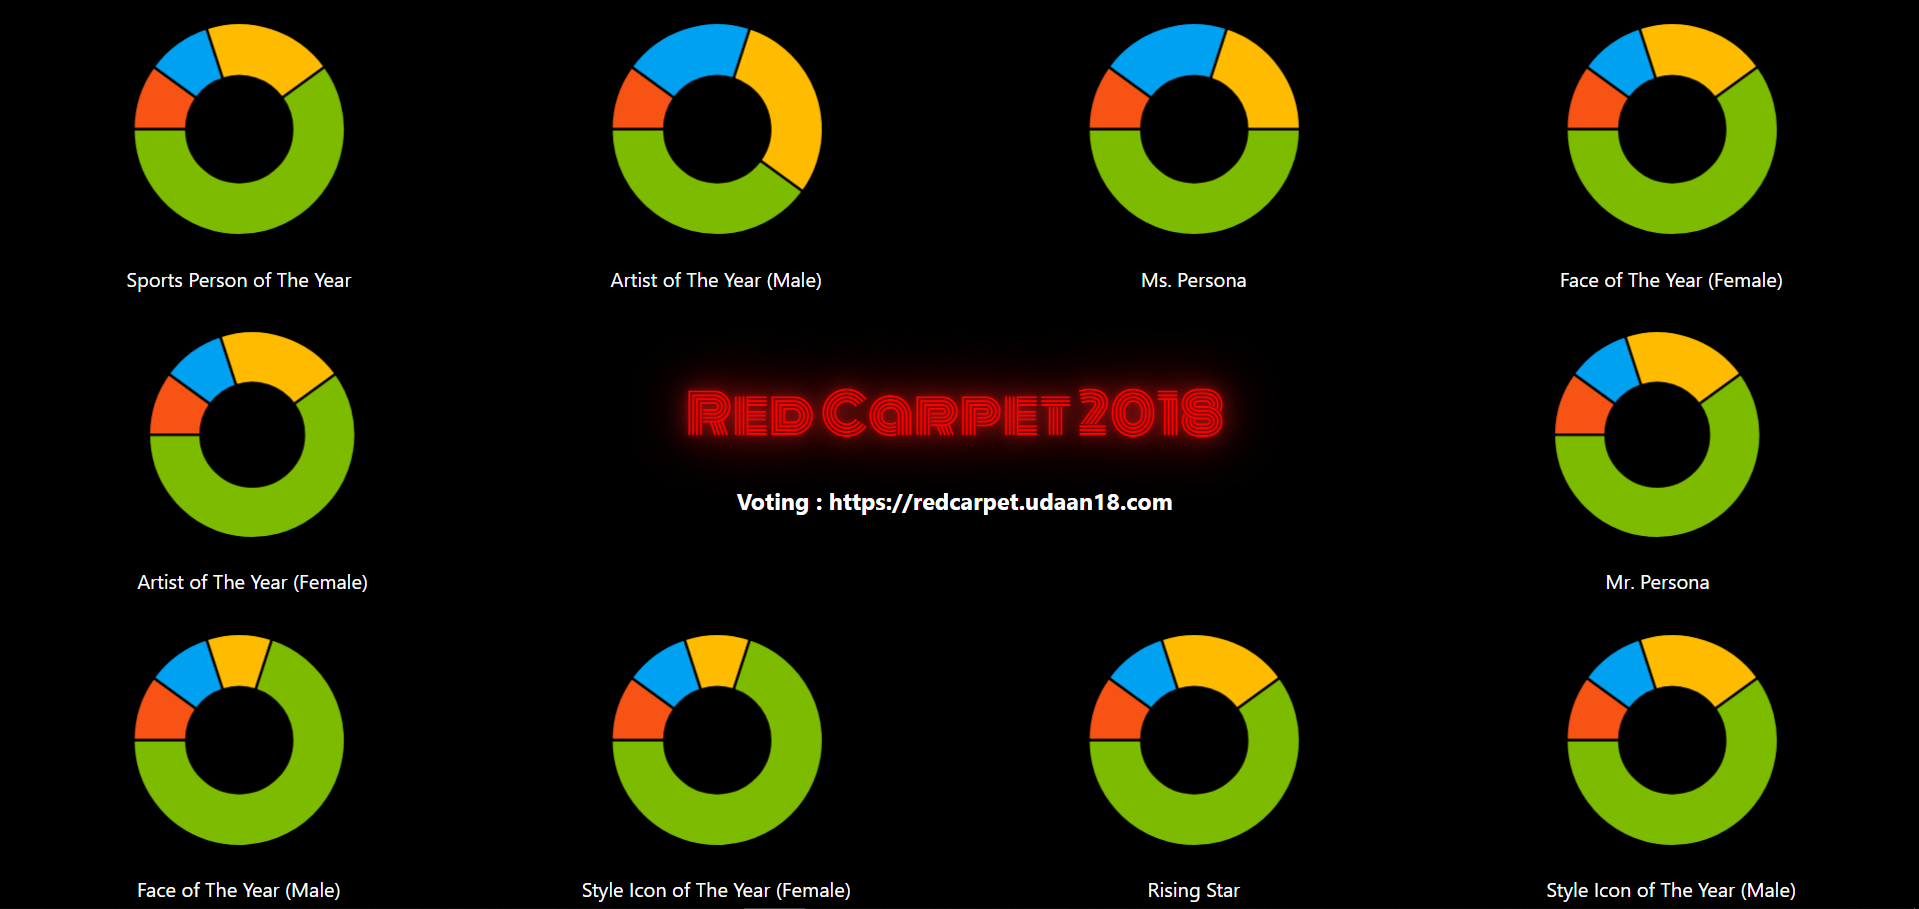 Sports Person of The Year
Artist of The Year (Male)
Ms. Persona
Face of The Year (Female)
Red Carpet 2018
Voting : https://redcarpet.udaan18.com
Artist of The Year (Female)
Mr. Persona
Face of The Year (Male)
Style Icon of The Year (Female)
Rising Star
Style Icon of The Year (Male)